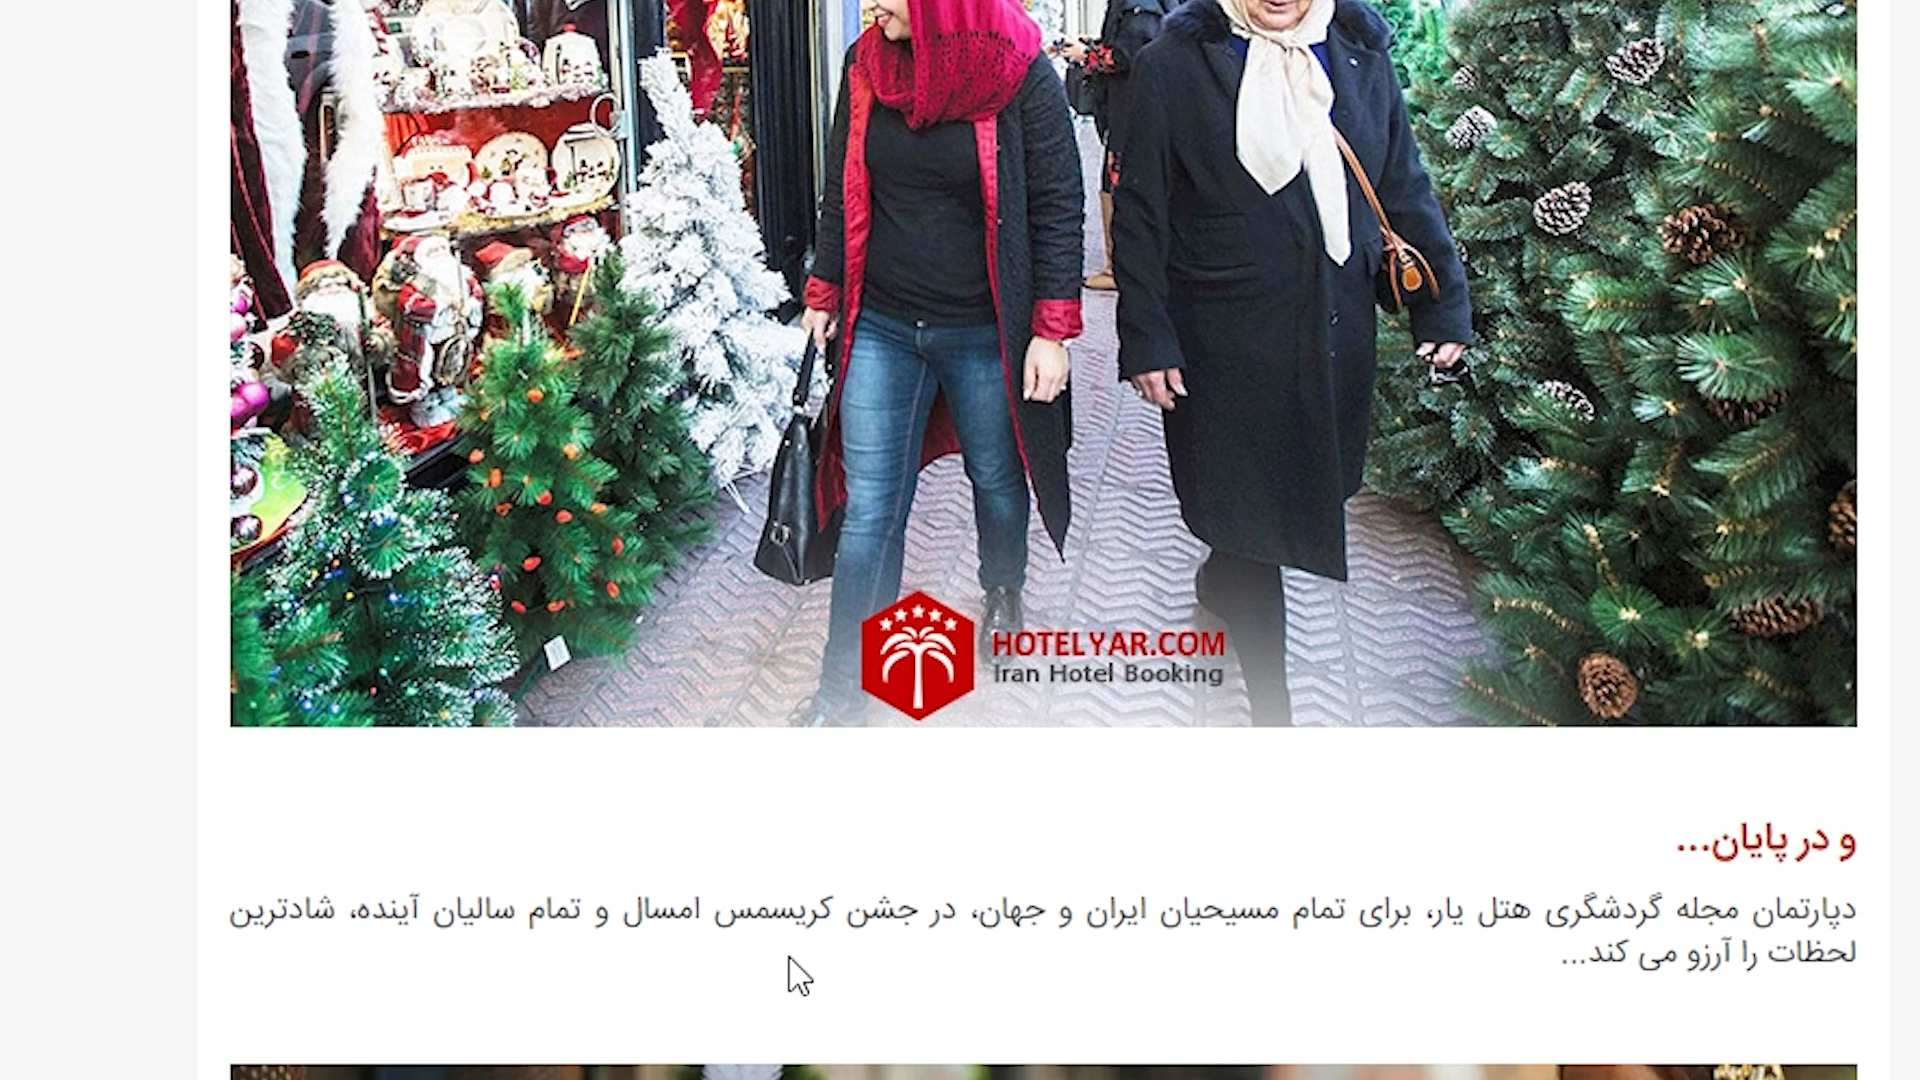 HOTELYAR.COM
Iran Hotel Booking
و در پایان...
دپارتمان مجله گردشگری هتل یار، برای تمام مسیحیان ایران و جهان، در جشن کریسمس امسال و تمام سالیان آینده، شادترین
لحظات را آرزو می کند...